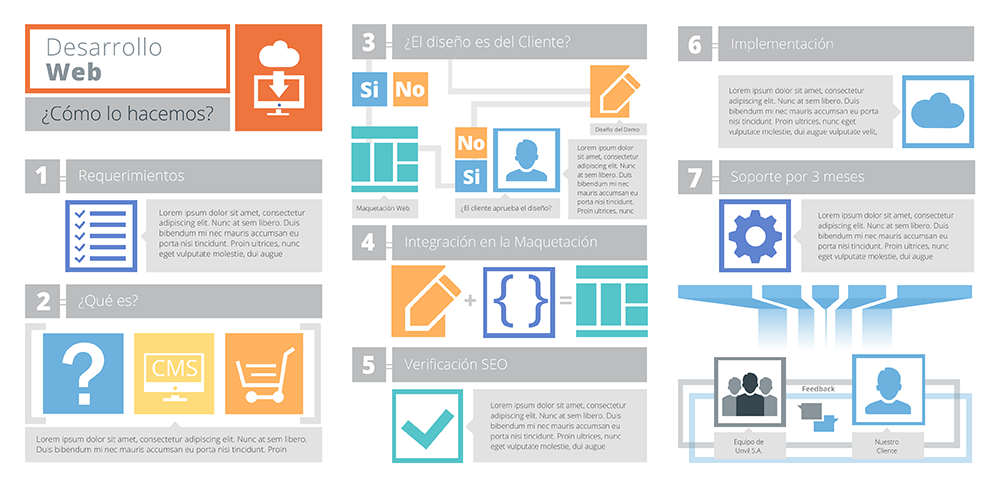 Desarrollo
Web
¿Cómo lo hacemos?
1 Requerimientos
Lorem ipsum dolor sit amet, consectetur
adipiscing elit. Nunc at sem libero. Duis
bibendum mi nec mauris accumsan eu
porta nisi tincidunt. Proin ultrices, nunc
eget vulputate molestie, dui augue
2 ¿Qué es?
?
CMS
Lorem ipsum dolor sit amet, consectetur adipiscing elit. Nunc at sem libero.
Duis bibendum mi nec mauris accumsan eu porta nisi tincidunt. Proin
3 ¿El diseño es del Cliente?
Si No
Diseño del Demo
No
Si
Lorem ipsum dolor
sit amet, consectetur
adipiscing elit. Nunc
at sem libero. Duis
bibendum mi nec
mauris accumsan eu
porta nisi tincidunt.
Proin ultrices, nunc
Maquetación Web
¿El cliente aprueba el diseño?
4 Integración en la Maquetación
+ {} =
5 Verificación SEO
Lorem ipsum dolor sit amet, consectetur
adipiscing elit. Nunc at sem libero. Duis
bibendum mi nec mauris accumsan eu
porta nisi tincidunt. Proin ultrices, nunc
eget vulputate molestie, dui augue
6 Implementación
Lorem ipsum dolor sit amet, consectetur
adipiscing elit. Nunc at sem libero. Duis
bibendum mi nec mauris accumsan eu porta
nisi tincidunt. Proin ultrices, nunc eget
vulputate molestie, dui augue vulputate velit,
7 Soporte por 3 meses
Lorem ipsum dolor sit amet, consectetur
adipiscing elit. Nunc at sem libero. Duis
bibendum mi nec mauris accumsan eu
porta nisi tincidunt. Proin ultrices, nunc
eget vulputate molestie, dui augue
Feedback
Equipo de
Unvil S.A.
Nuestro
Cliente